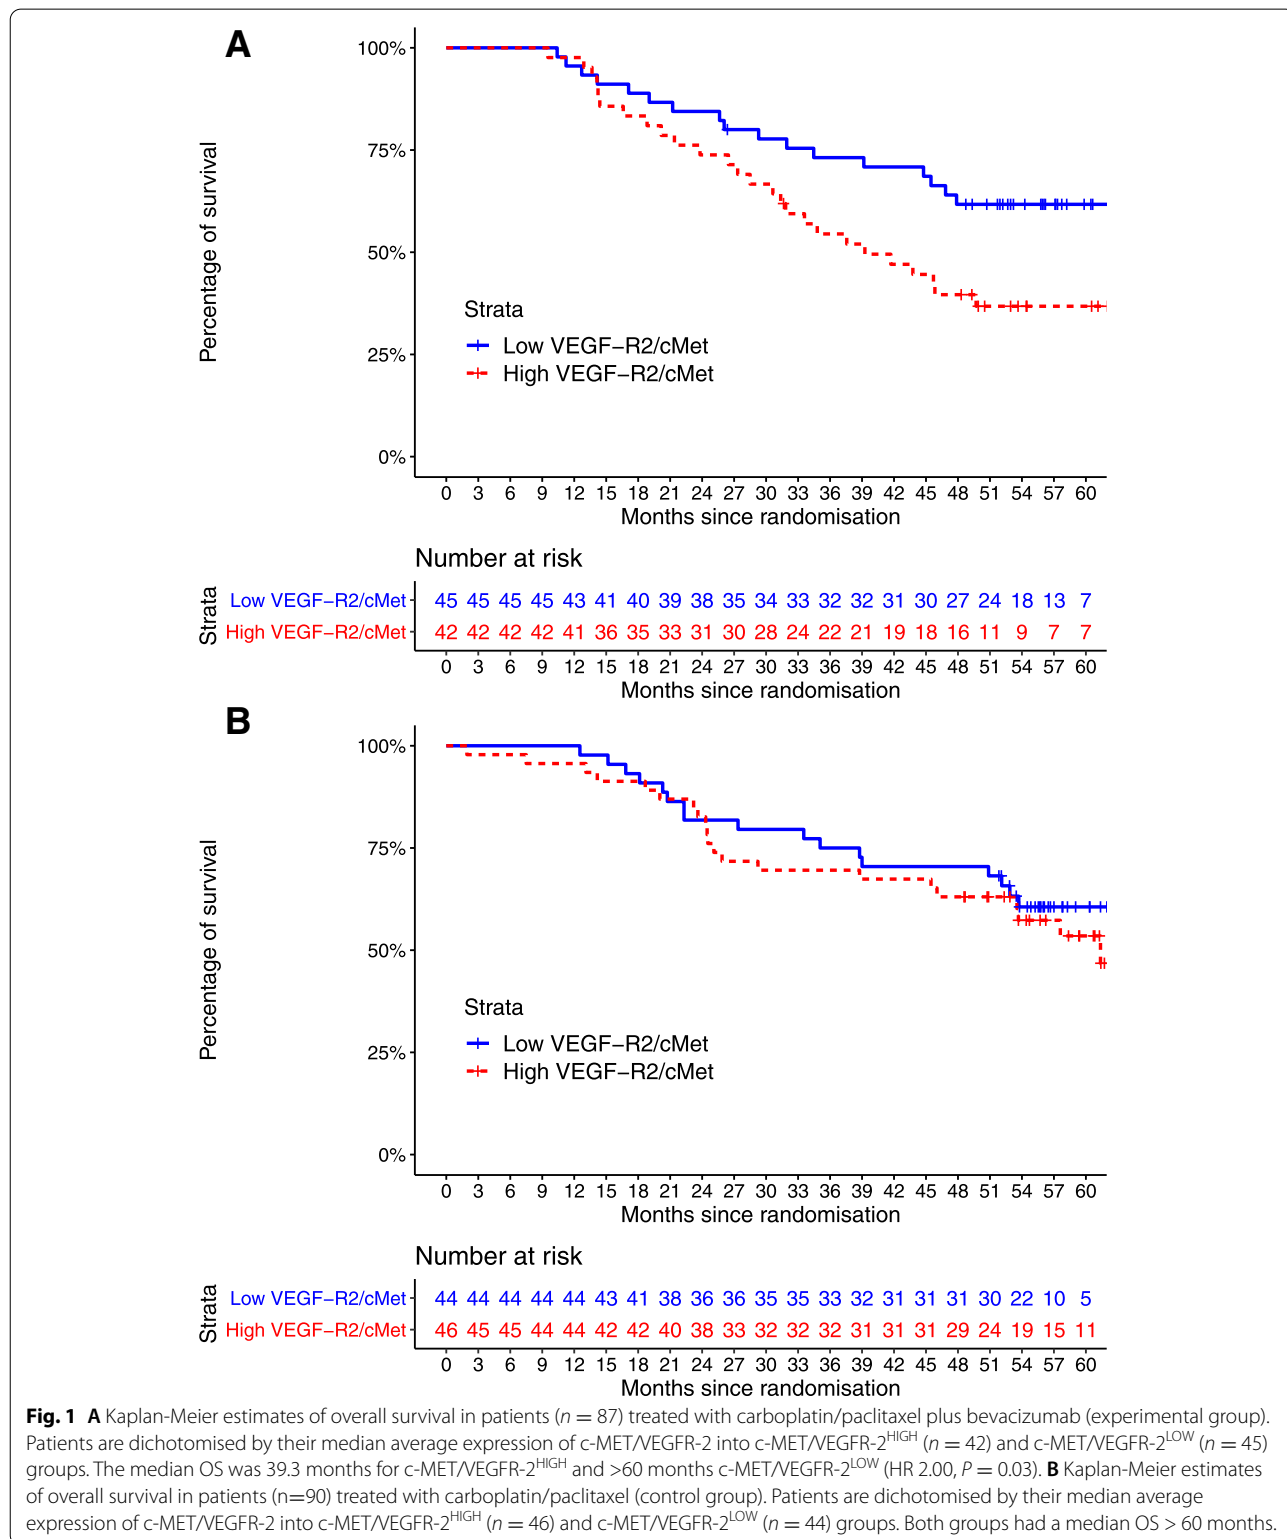 A
100%
75%
50%
25%
0%
Percentage of survival
Strata
Low VEGF−R2/cMet
High VEGF−R2/cMet
0 3 6 9 12 15 18 21 24 27 30 33 36 39 42 45 48 51 54 57 60
Months since randomisation
Number at risk
Strata
Low VEGF−R2/cMet 45 45 45 45 43 41 40 39 38 35 34 33 32 32 31 30 27 24 18 13 7
High VEGF−R2/cMet 42 42 42 42 41 36 35 33 31 30 28 24 22 21 19 18 16 11 9 7 7
0 3 6 9 12 15 18 21 24 27 30 33 36 39 42 45 48 51 54 57 60
Months since randomisation
B
100%
75%
50%
25%
0%
Percentage of survival
Strata
Low VEGF−R2/cMet
High VEGF−R2/cMet
0 3 6 9 12 15 18 21 24 27 30 33 36 39 42 45 48 51 54 57 60
Months since randomisation
Number at risk
Strata
Low VEGF−R2/cMet 44 44 44 44 44 43 41 38 36 36 35 35 33 32 31 31 31 30 22 10 5
High VEGF−R2/cMet 46 45 45 44 44 42 42 40 38 33 32 32 32 31 31 31 29 24 19 15 11
0 3 6 9 12 15 18 21 24 27 30 33 36 39 42 45 48 51 54 57 60
Months since randomisation
Fig. 1 A Kaplan-Meier estimates of overall survival in patients (n = 87) treated with carboplatin/paclitaxel plus bevacizumab (experimental group).
Patients are dichotomised by their median average expression of c-MET/VEGFR-2 into c-MET/VEGFR-2HIGH (n = 42) and c-MET/VEGFR-2LOW (n = 45)
groups. The median OS was 39.3 months for c-MET/VEGFR-2HIGH and >60 months c-MET/VEGFR-2LOW (HR 2.00, P = 0.03). B Kaplan-Meier estimates
of overall survival in patients (n=90) treated with carboplatin/paclitaxel (control group). Patients are dichotomised by their median average
expression of c-MET/VEGFR-2 into c-MET/VEGFR-2HIGH (n = 46) and c-MET/VEGFR-2LOW (n = 44) groups. Both groups had a median OS > 60 months.